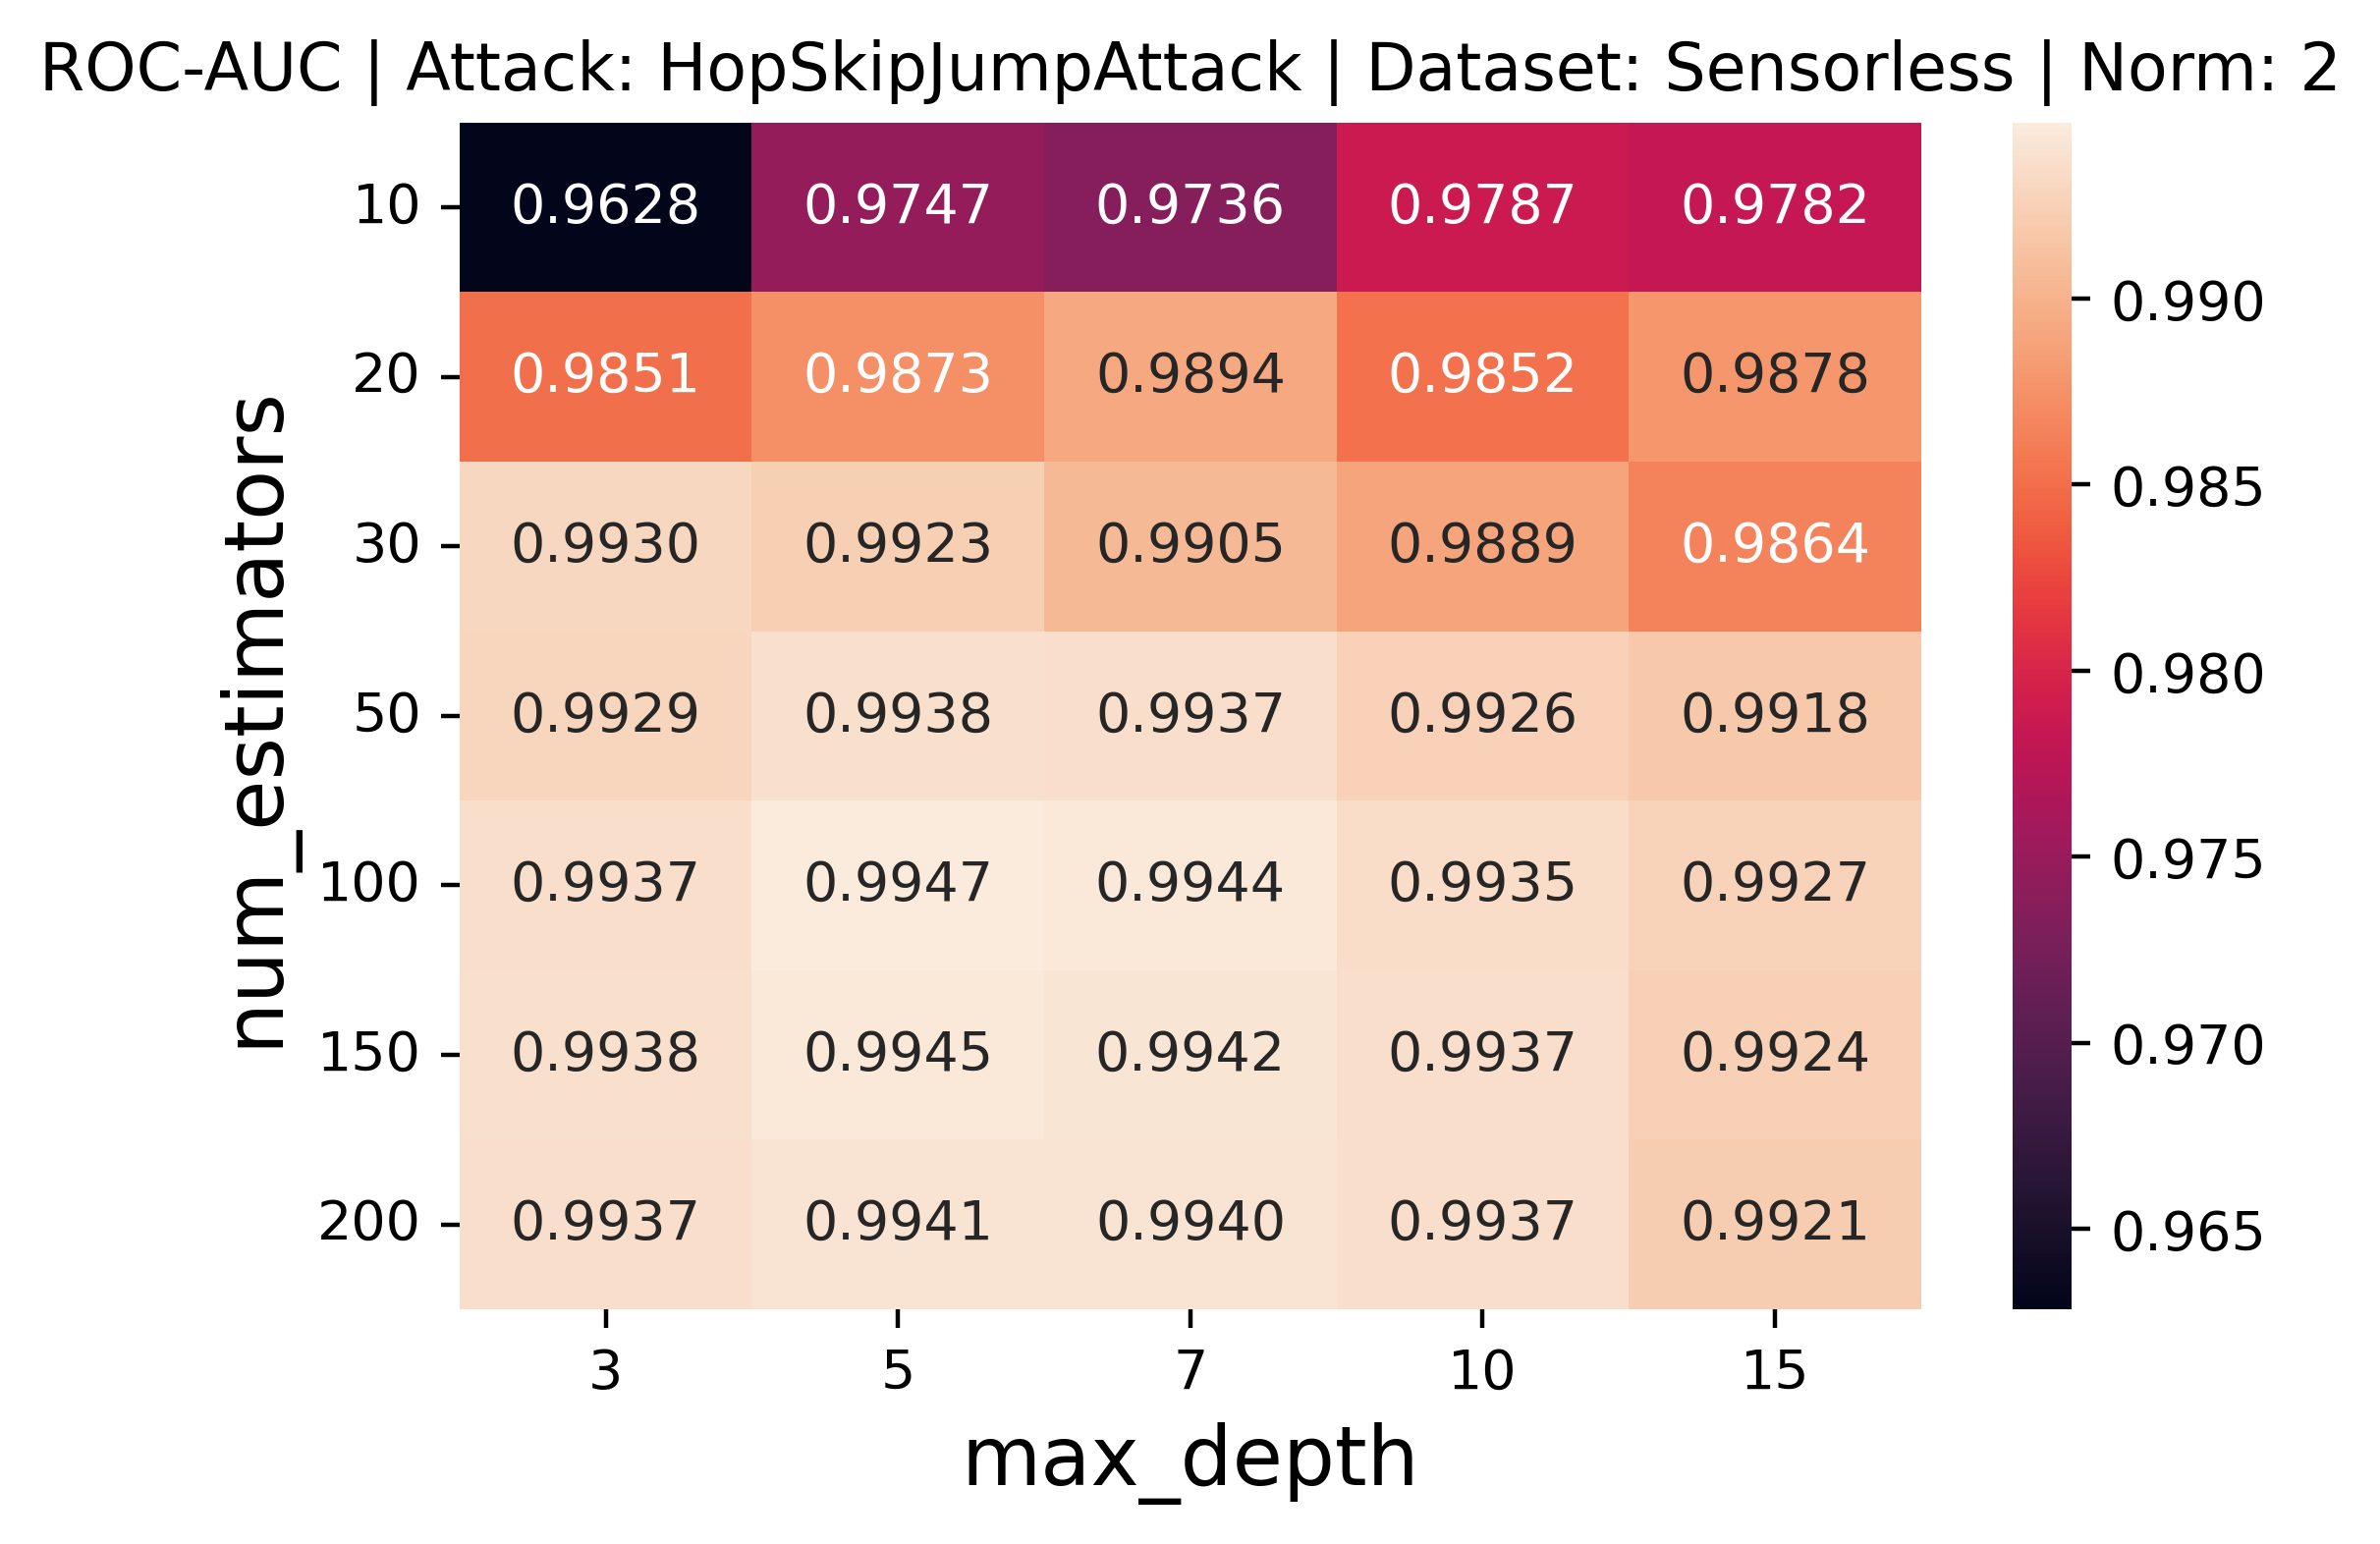 ROC-AUC | Attack: HopSkipJumpAttack | Dataset: Sensorless | Norm: 2
num_estimators
10 0.9628 0.9747 0.9736 0.9787 0.9782
20 0.9851 0.9873 0.9894 0.9852 0.9878
30 0.9930 0.9923 0.9905 0.9889 0.9864
50 0.9929 0.9938 0.9937 0.9926 0.9918
100 0.9937 0.9947 0.9944 0.9935 0.9927
150 0.9938 0.9945 0.9942 0.9937 0.9924
200 0.9937 0.9941 0.9940 0.9937 0.9921
3 5 7 10 15
max_depth
0.990
0.985
0.980
0.975
0.970
0.965